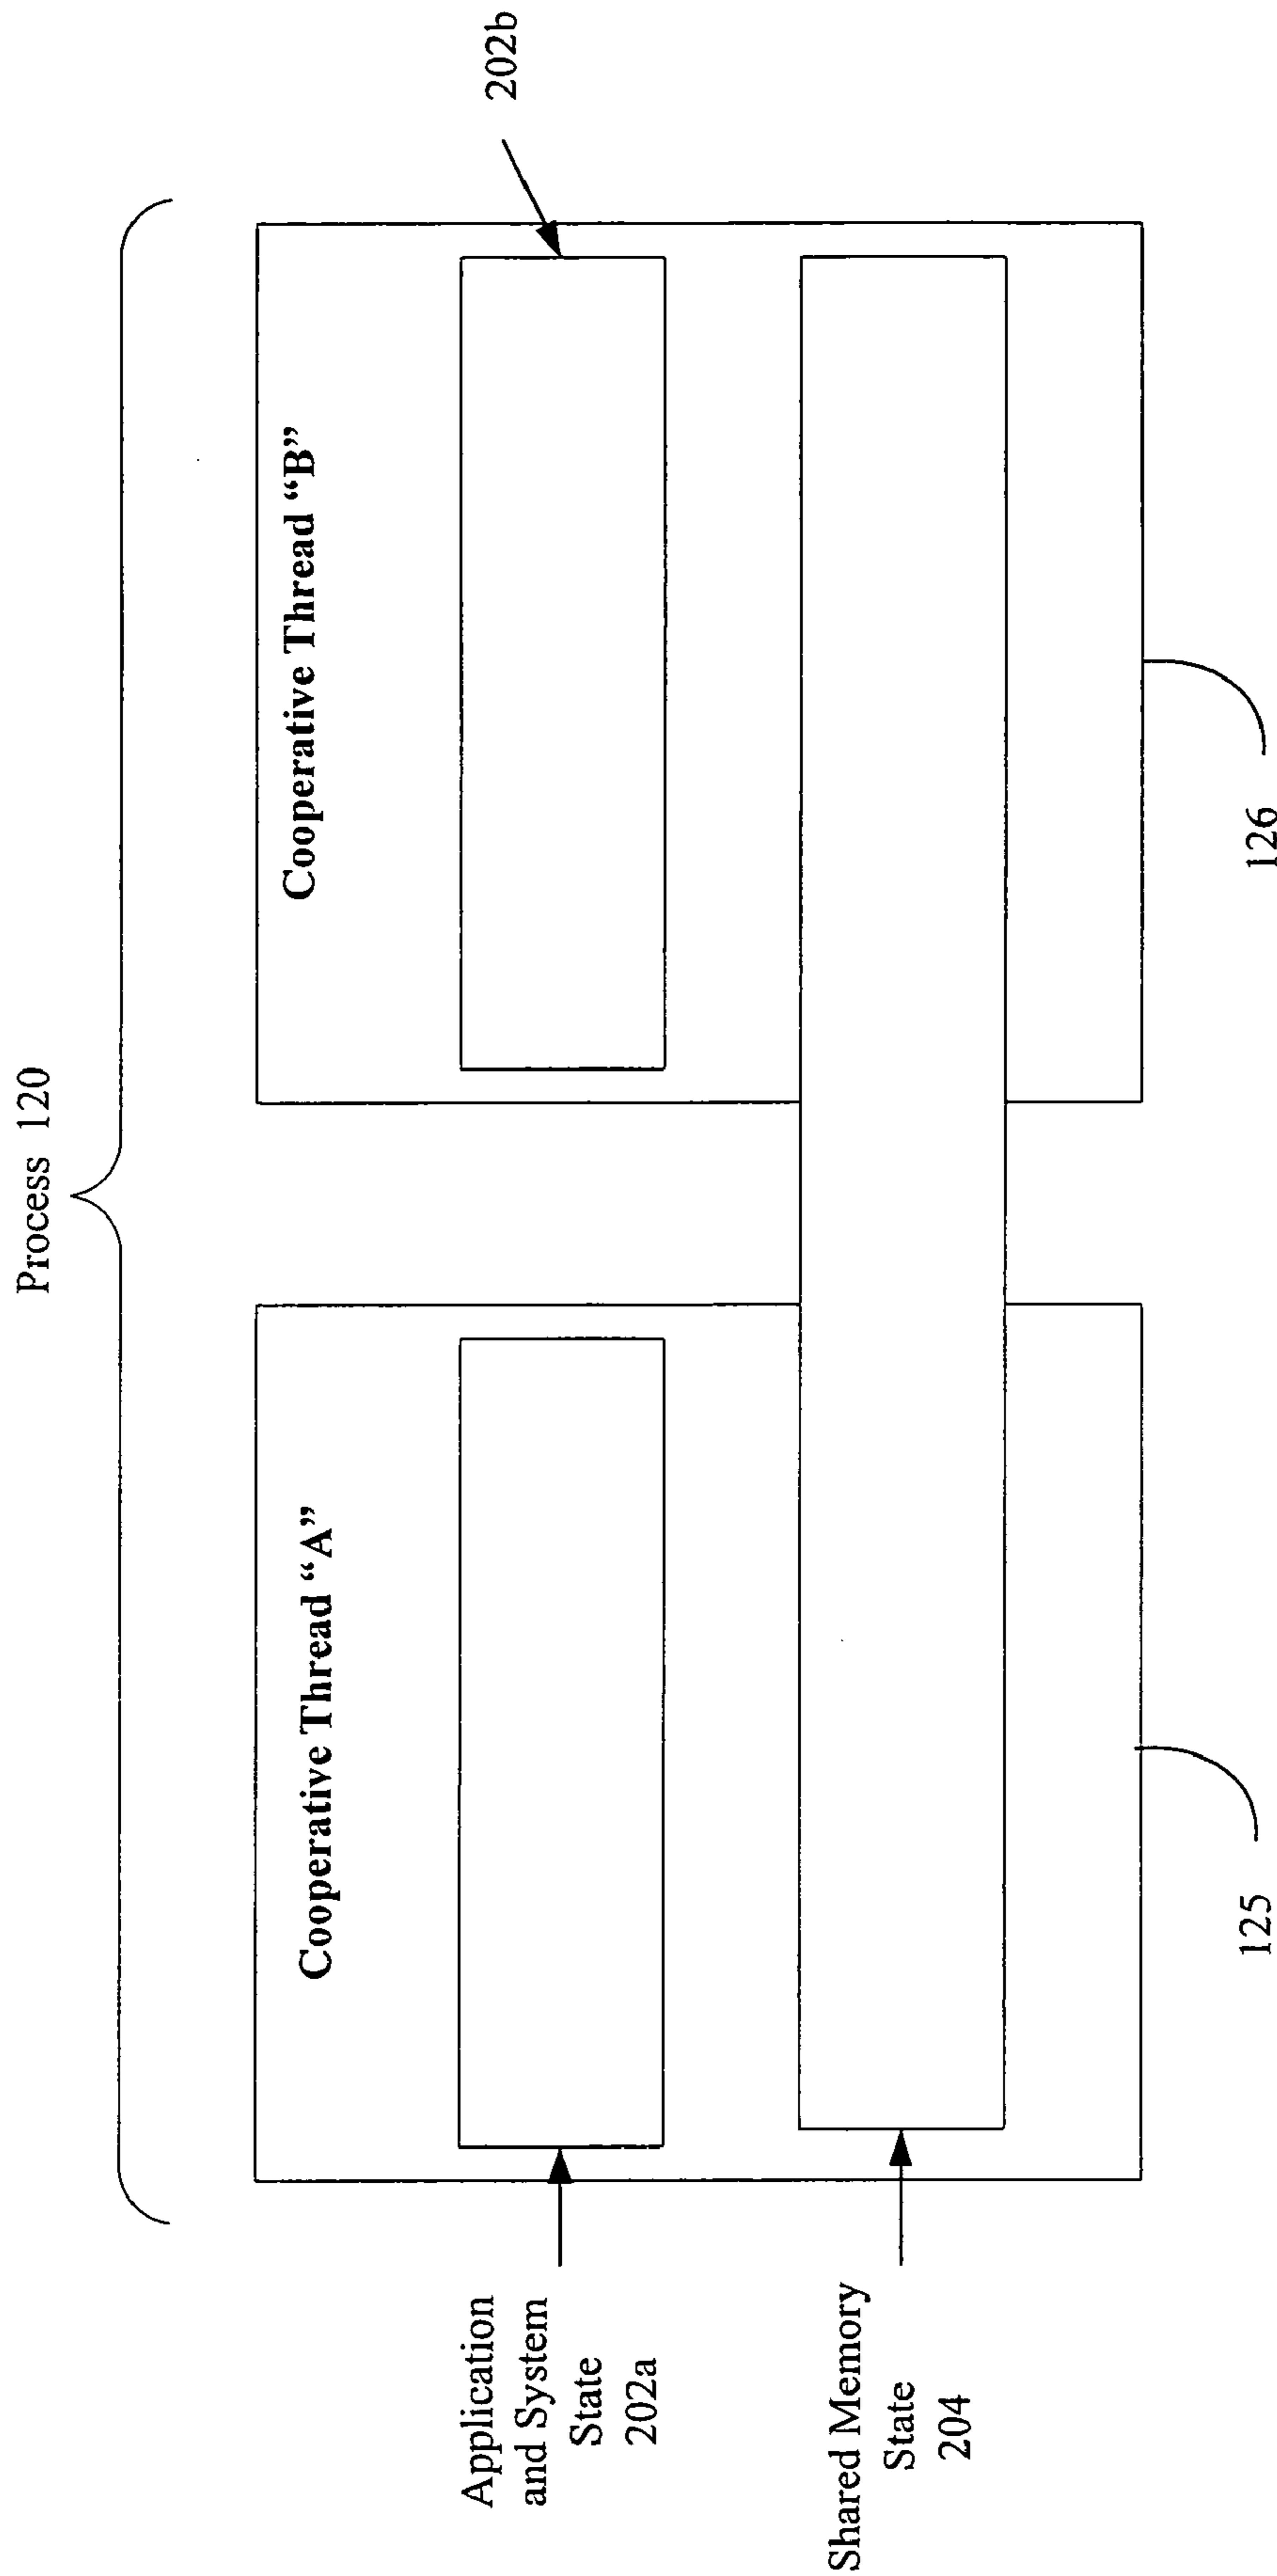 Process 120
Cooperative Thread “A”
Cooperative Thread “B”
Application
and System
State
202a
202b
Shared Memory
State
204
125
126